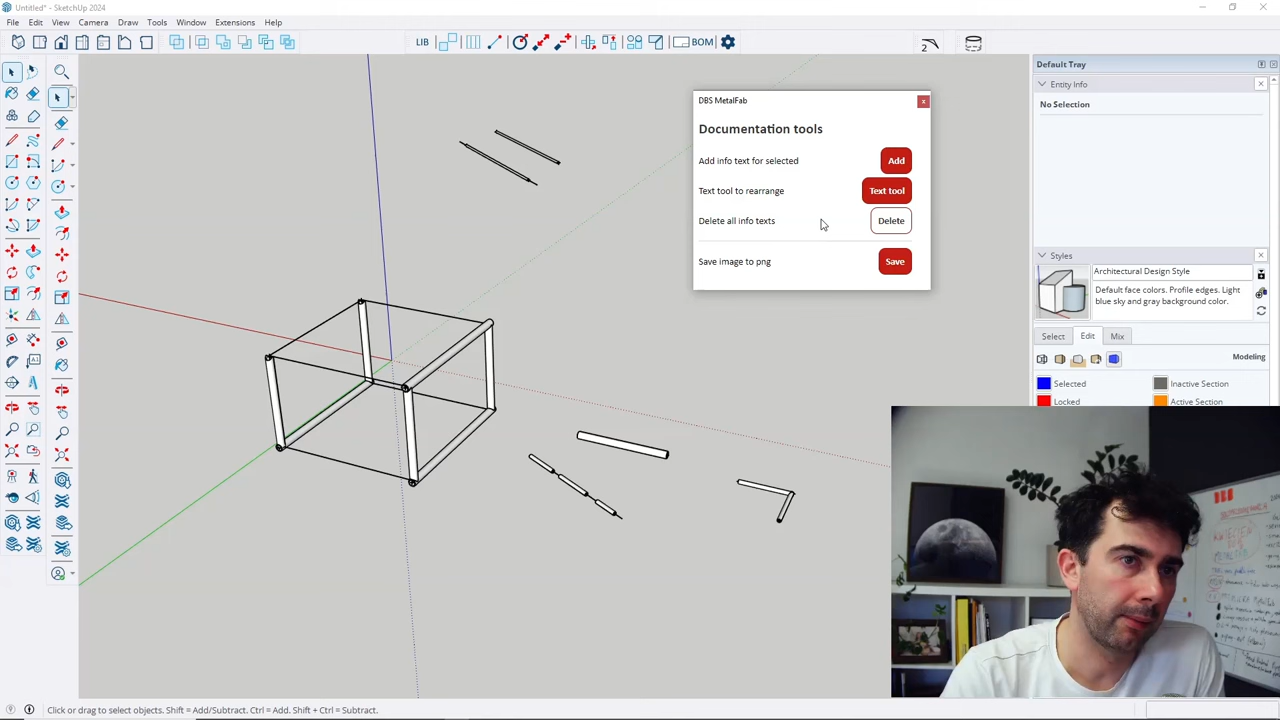 Untitled* - SketchUp 2024
File Edit View Camera Draw Tools Window Extensions Help
LIB BOM
Default Tray
Entity Info
No Selection
DBS MetalFab
Documentation tools
Add info text for selected Add
Text tool to rearrange Text tool
Delete all info texts Delete
Save image to png Save
Styles
Architectural Design Style
Default face colors. Profile edges. Light
blue sky and gray background color.
Select Edit Mix
Modeling
Selected Inactive Section
Locked Active Section
Click or drag to select objects. Shift = Add/Subtract. Ctrl = Add. Shift + Ctrl = Subtract.